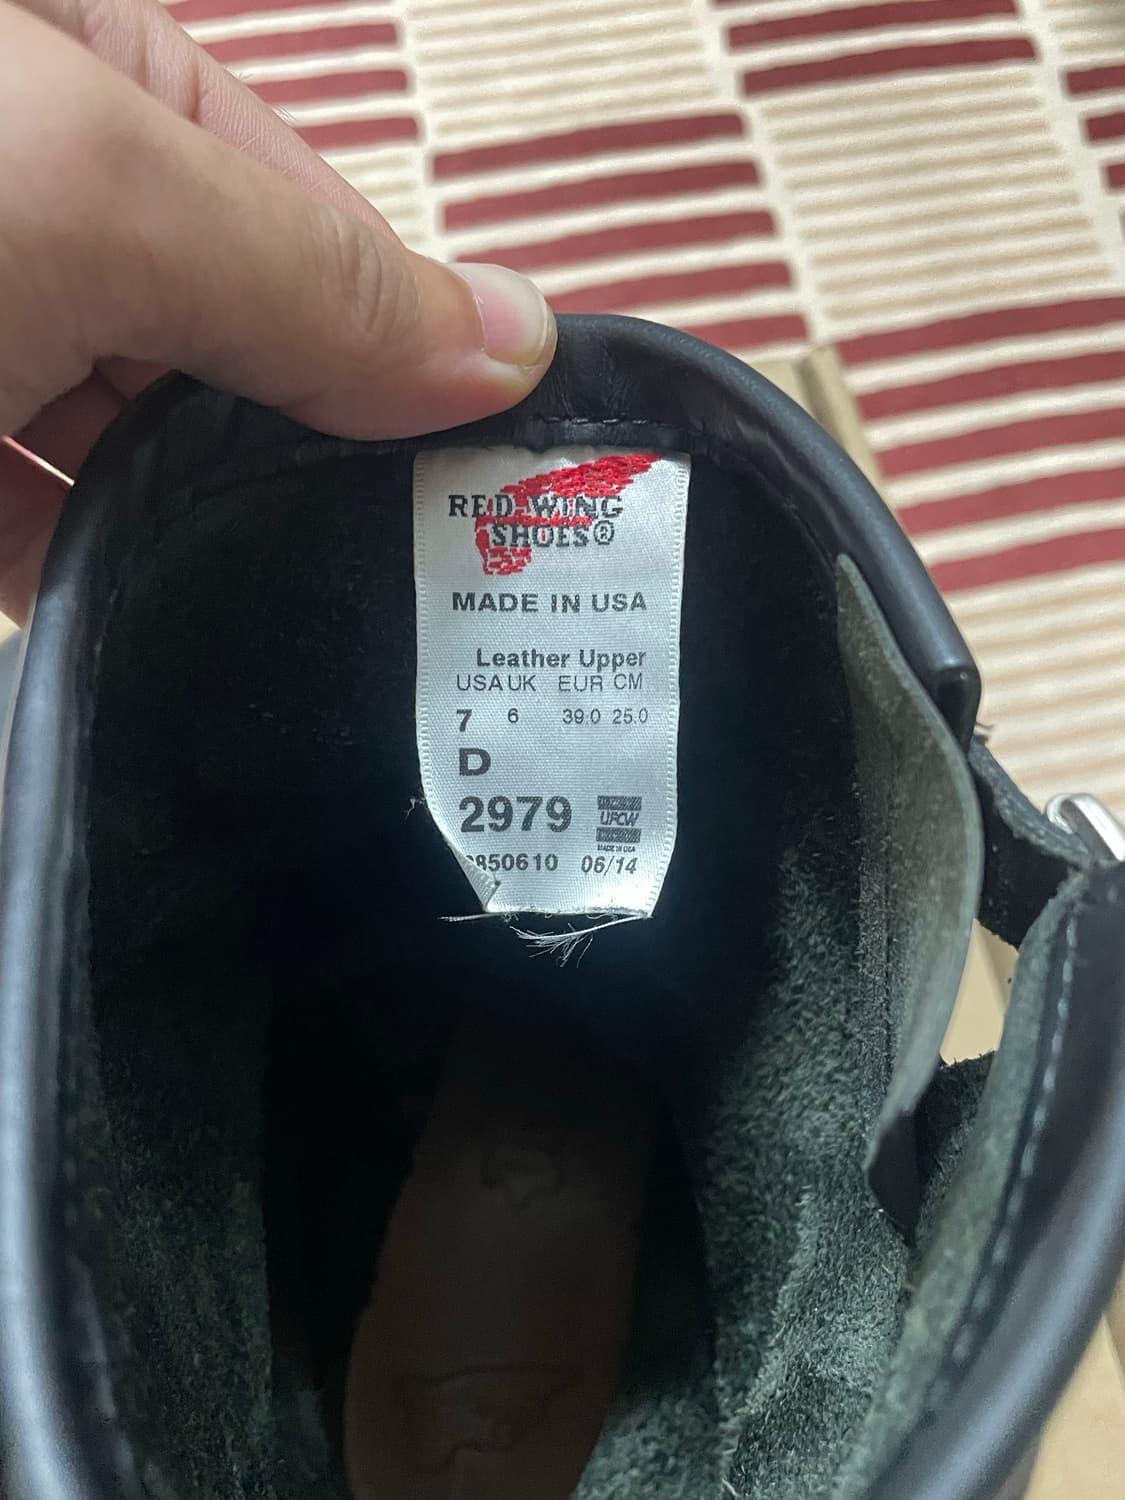 RED WING
SHOES®
MADE IN USA
Leather Upper
USA UK EUR CM
7 6 39.0 25.0
D
2979
UFCW
MADE IN USA
850610 06/14